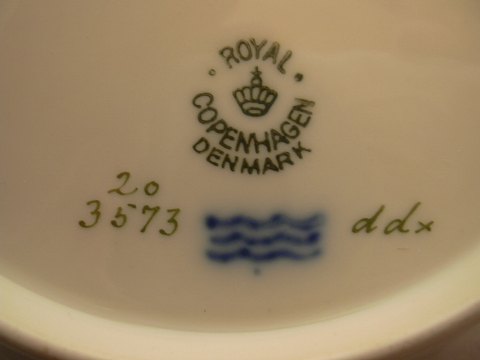 ROYAL
COPENHAGEN
DENMARK
20
3573
ddx